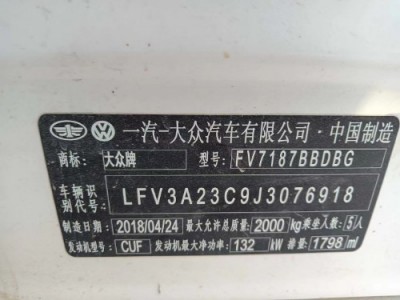 一汽-大众汽车有限公司·中国制造
商标: 大众牌 型号: FV7187BBDBG
车辆识别代号: LFV3A23C9J3076918
制造日期: 2018/04/24 最大允许总质量: 2000 kg 乘坐人数: 5人
发动机型号: CUF 发动机最大净功率: 132 kW 排量: 1798 ml